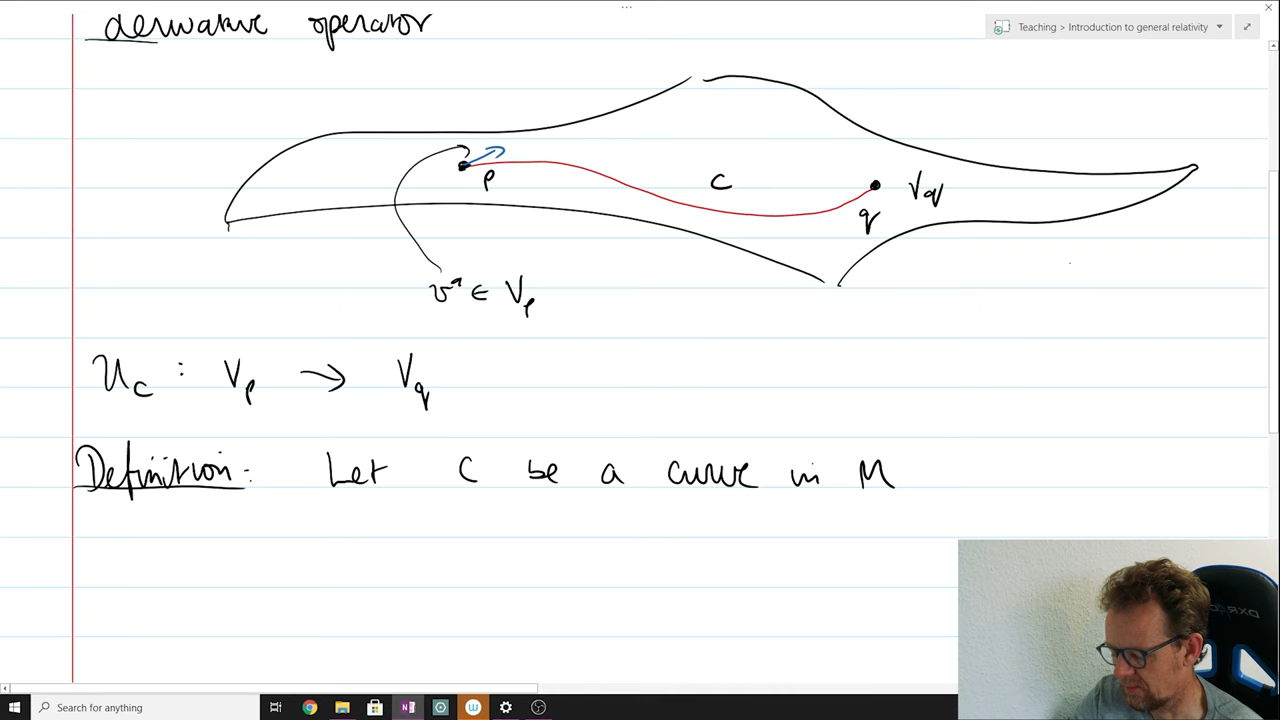 derivative operator
Teaching > Introduction to general relativity
p
C
V_q
q
v^a ∈ V_p
U_C : V_p → V_q
Definition: Let C be a curve in M
Search for anything